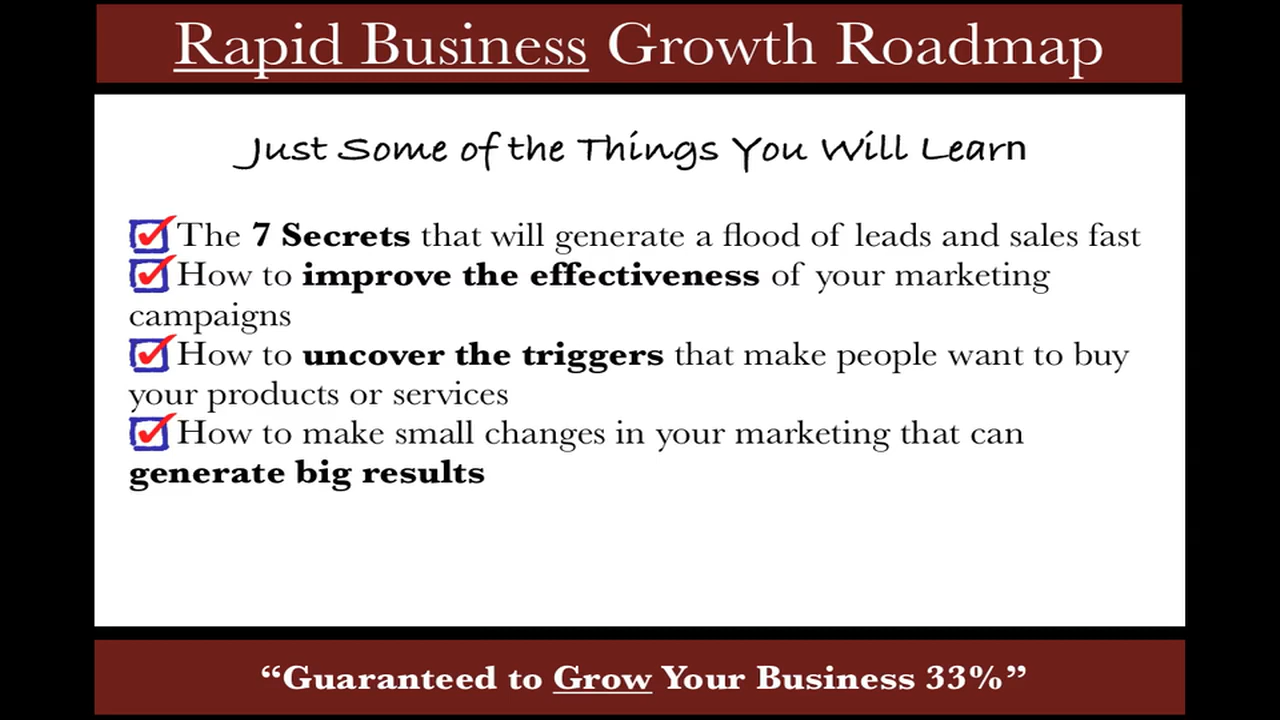 Rapid Business Growth Roadmap
Just Some of the Things You Will Learn
The 7 Secrets that will generate a flood of leads and sales fast
How to improve the effectiveness of your marketing
campaigns
How to uncover the triggers that make people want to buy
your products or services
How to make small changes in your marketing that can
generate big results
“Guaranteed to Grow Your Business 33%”